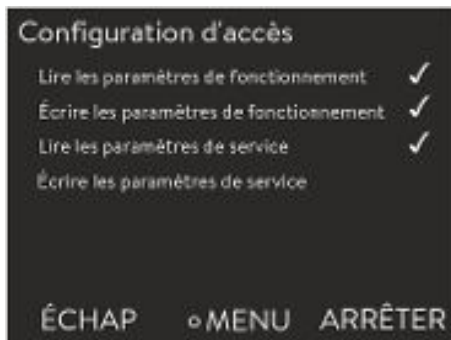 Configuration d'accès
Lire les paramètres de fonctionnement ✓
Écrire les paramètres de fonctionnement ✓
Lire les paramètres de service ✓
Écrire les paramètres de service
ÉCHAP ○ MENU ARRÊTER